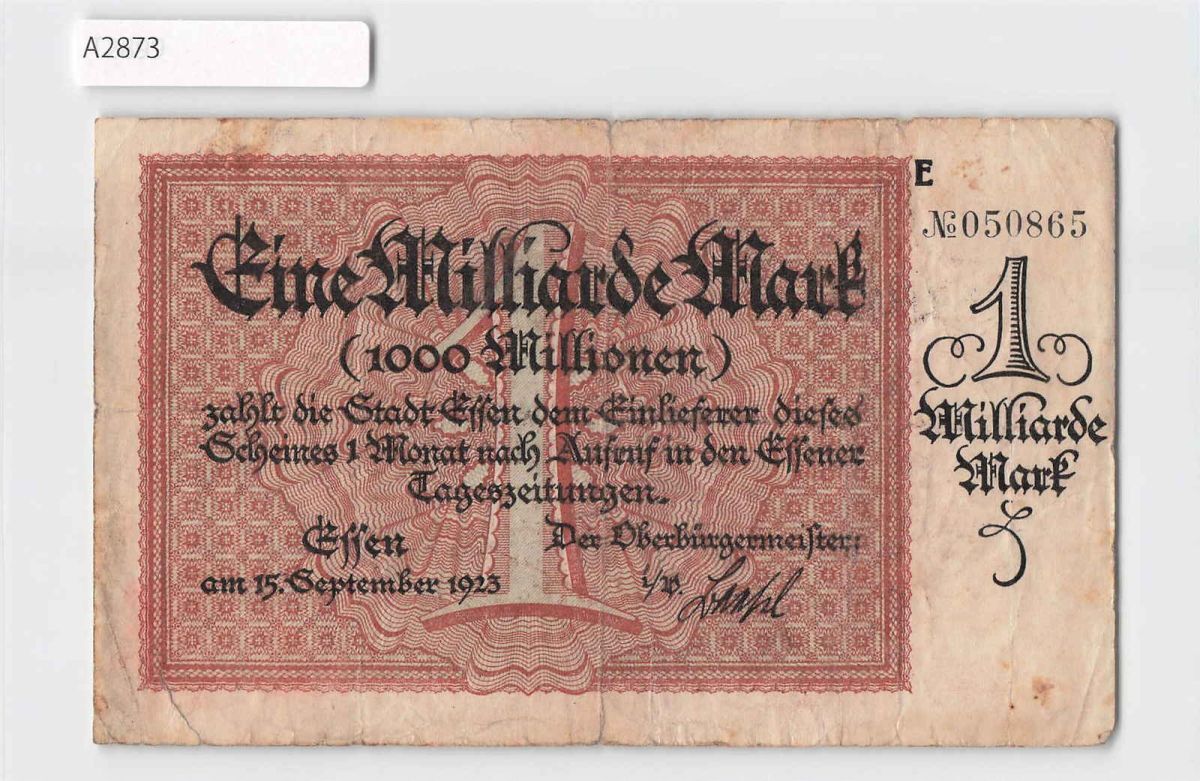 A2873
E
№050865
Eine Milliarde Mark
(1000 Millionen)
zahlt die Stadt Essen dem Einlieferer dieses
Scheines 1 Monat nach Aufruf in den Essener
Tageszeitungen.
Essen
am 15. September 1923
Der Oberbürgermeister:
i/v.
1
Milliarde
Mark